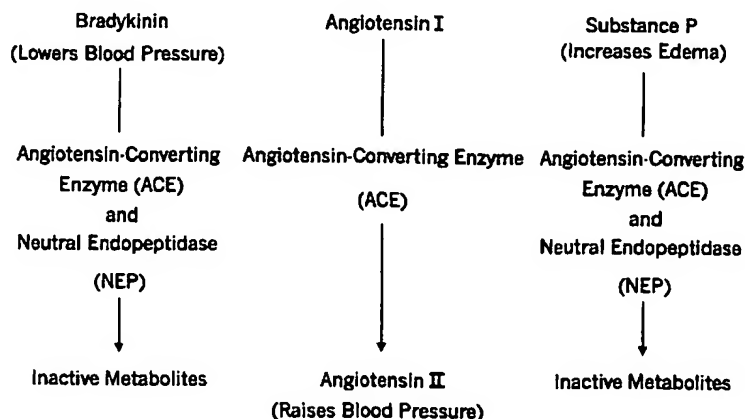 Bradykinin
(Lowers Blood Pressure)
Angiotensin-Converting
Enzyme (ACE)
and
Neutral Endopeptidase
(NEP)
Inactive Metabolites
Angiotensin I
Angiotensin-Converting Enzyme
(ACE)
Angiotensin II
(Raises Blood Pressure)
Substance P
(Increases Edema)
Angiotensin-Converting
Enzyme (ACE)
and
Neutral Endopeptidase
(NEP)
Inactive Metabolites